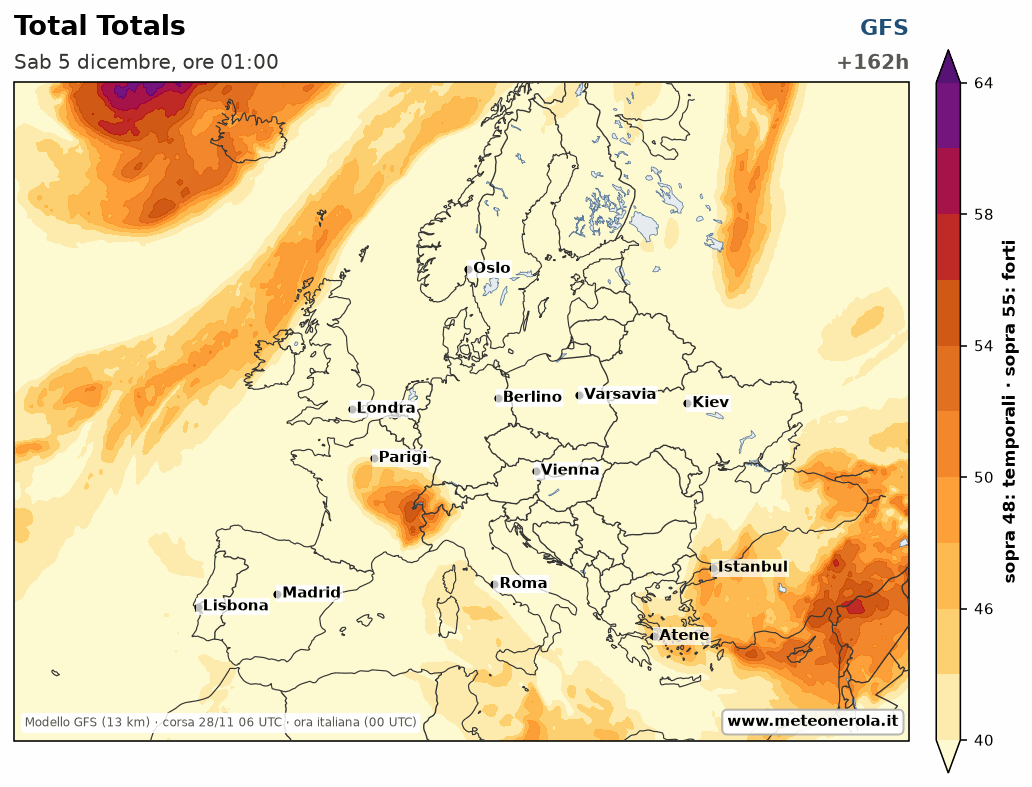 Total Totals
GFS
Sab 5 dicembre, ore 01:00
+162h
64
58
54
50
46
40
sopra 48: temporali · sopra 55: forti
Oslo
Berlino
Varsavia
Kiev
Londra
Parigi
Vienna
Istanbul
Roma
Madrid
Lisbona
Atene
Modello GFS (13 km) · corsa 28/11 06 UTC · ora italiana (00 UTC)
www.meteonerola.it